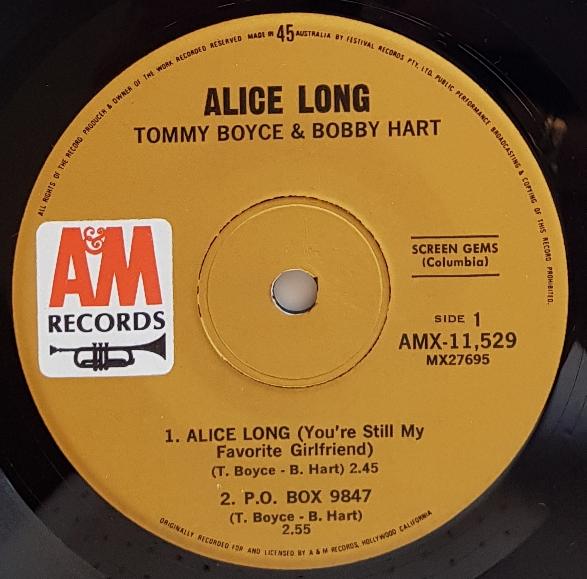 ALL RIGHTS OF THE RECORD PRODUCER & OWNER OF THE WORK RECORDED RESERVED MADE IN 45 AUSTRALIA BY FESTIVAL RECORDS PTY. LTD. PUBLIC PERFORMANCE BROADCASTING & COPYING OF THIS RECORD PROHIBITED.
ALICE LONG
TOMMY BOYCE & BOBBY HART
A&M
RECORDS
SCREEN GEMS
(Columbia)
SIDE 1
AMX-11,529
MX27695
1. ALICE LONG (You're Still My
Favorite Girlfriend)
(T. Boyce - B. Hart) 2.45
2. P.O. BOX 9847
(T. Boyce - B. Hart)
2.55
ORIGINALLY RECORDED FOR AND LICENSED BY A & M RECORDS, HOLLYWOOD CALIFORNIA